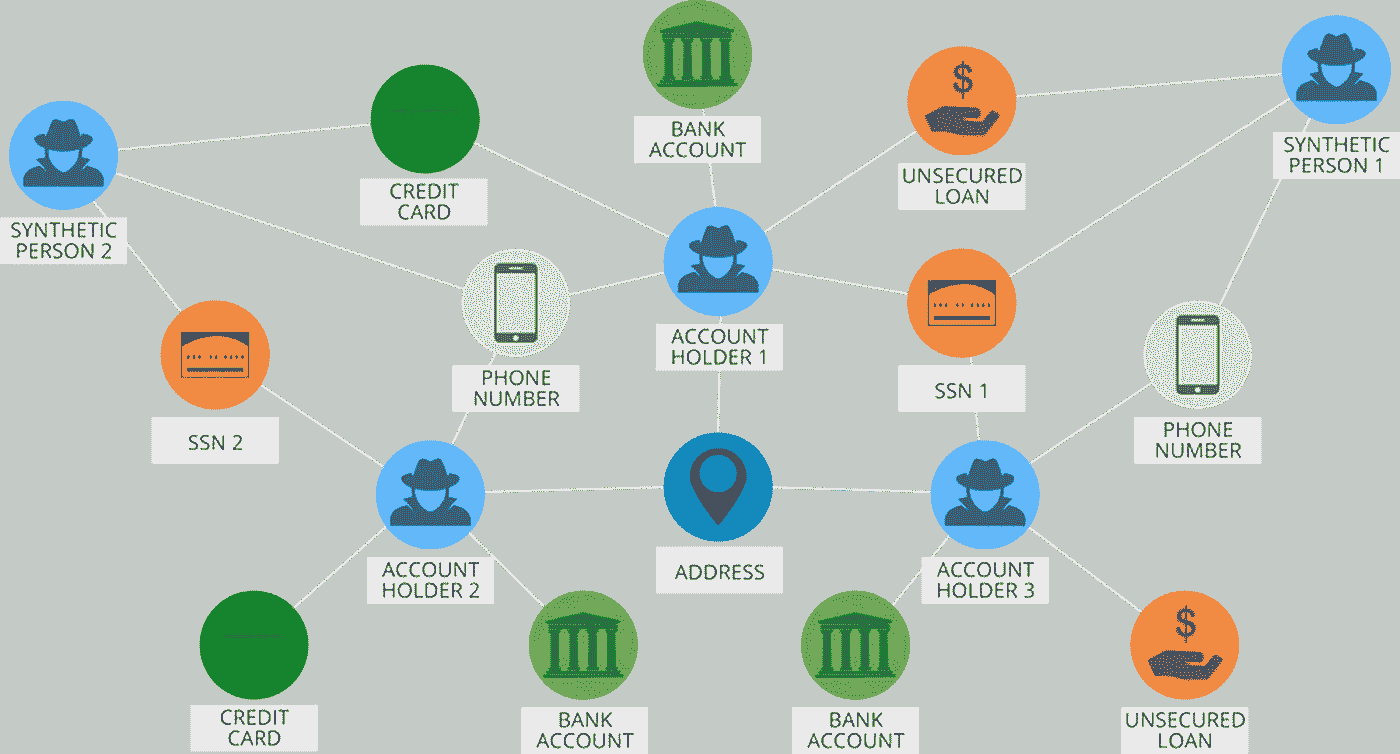 BANK
ACCOUNT
SYNTHETIC
PERSON 1
$
UNSECURED
LOAN
CREDIT
CARD
SYNTHETIC
PERSON 2
ACCOUNT
HOLDER 1
PHONE
NUMBER
SSN 1
PHONE
NUMBER
SSN 2
ADDRESS
ACCOUNT
HOLDER 2
ACCOUNT
HOLDER 3
$
CREDIT
CARD
BANK
ACCOUNT
BANK
ACCOUNT
UNSECURED
LOAN